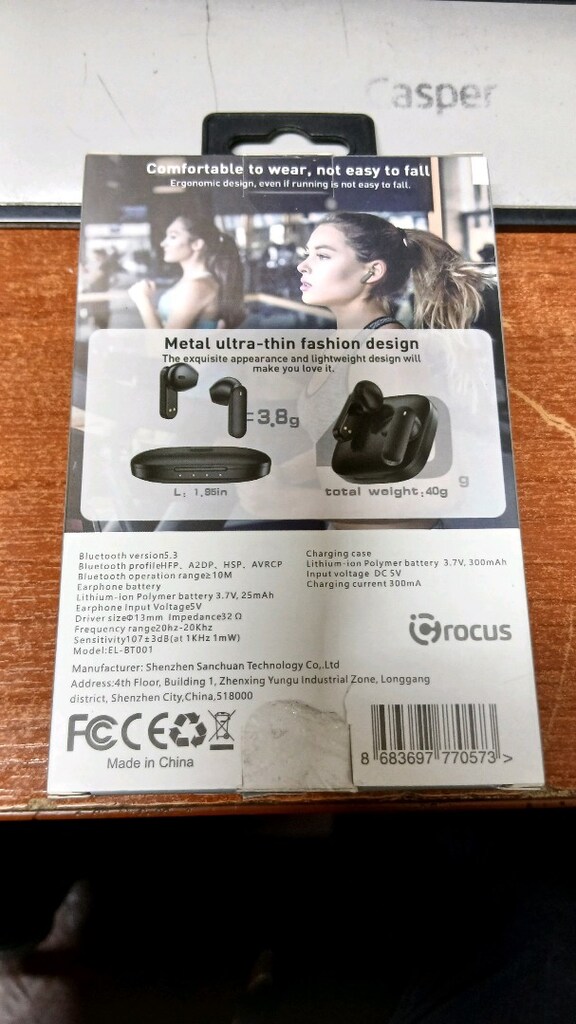 Casper
Comfortable to wear, not easy to fall
Ergonomic design, even if running is not easy to fall.
Metal ultra-thin fashion design
The exquisite appearance and lightweight design will
make you love it.
=3.8g
L: 1.85in
total weight:40g
g
Bluetooth version5.3
Bluetooth profileHFP、A2DP、HSP、AVRCP
Bluetooth operation range≥10M
Earphone battery
Lithium-ion Polymer battery 3.7V, 25mAh
Earphone Input Voltage5V
Driver sizeΦ13mm Impedance32 Ω
Frequency range20hz-20Khz
Sensitivity107±3dB(at 1KHz 1mW)
Model:EL-BT001
Charging case
Lithium-ion Polymer battery 3.7V, 300mAh
Input voltage DC 5V
Charging current 300mA
Crocus
Manufacturer: Shenzhen Sanchuan Technology Co,.Ltd
Address:4th Floor, Building 1, Zhenxing Yungu Industrial Zone, Longgang
district, Shenzhen City,China,518000
FC CE
Made in China
8 683697 770573 >